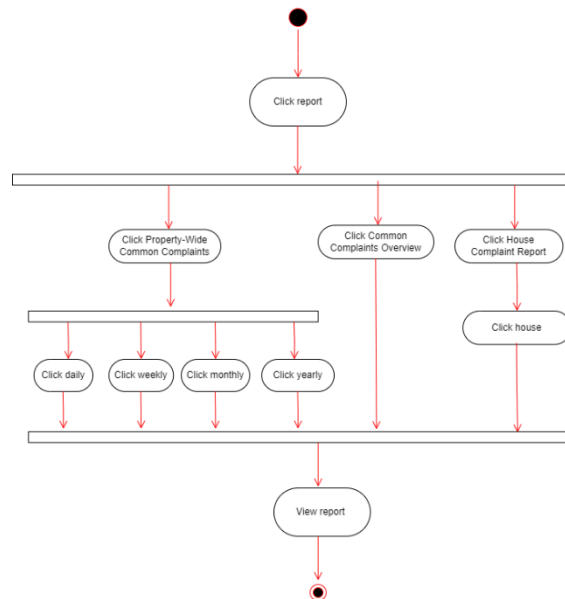 Click report
Click Property-Wide
Common Complaints
Click Common
Complaints Overview
Click House
Complaint Report
Click house
Click daily
Click weekly
Click monthly
Click yearly
View report